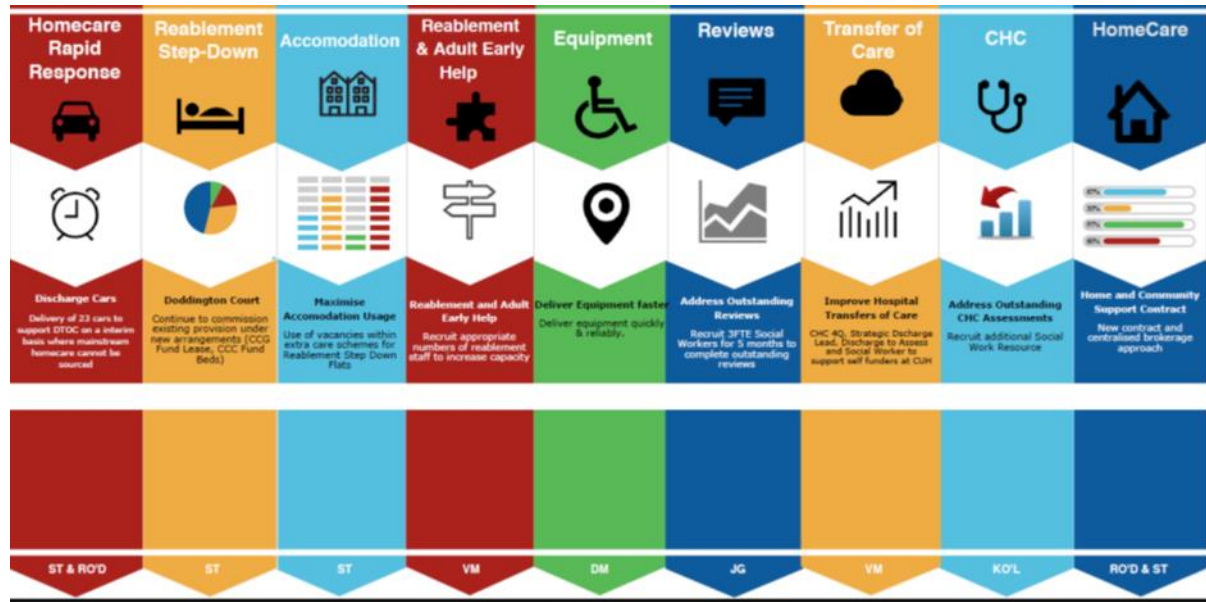 Homecare
Rapid
Response
Reablement
Step-Down
Accomodation
Reablement
& Adult Early
Help
Equipment
Reviews
Transfer of
Care
CHC
HomeCare
Discharge Cars
Delivery of 23 cars to
support DTOC on a interim
basis where mainstream
homecare cannot be
sourced
Doddington Court
Continue to commission
existing provision under
new arrangements (CCG
Fund Lease, CCC Fund
Beds)
Maximise
Accomodation Usage
Use of vacancies within
extra care schemes for
Reablement Step Down
Flats
Reablement and Adult
Early Help
Recruit appropriate
numbers of reablement
staff to increase capacity
Deliver Equipment faster
Deliver equipment quickly
& reliably.
Address Outstanding
Reviews
Recruit 3FTE Social
Workers for 5 months to
complete outstanding
reviews
Improve Hospital
Transfers of Care
CHC 4Q, Strategic Discharge
Lead, Discharge to Assess
and Social Worker to
support self funders at CUH
Address Outstanding
CHC Assessments
Recruit additional Social
Work Resource
Home and Community
Support Contract
New contract and
centralised brokerage
approach
ST & RO'D
ST
ST
VM
DM
JG
VM
KO'L
RO'D & ST